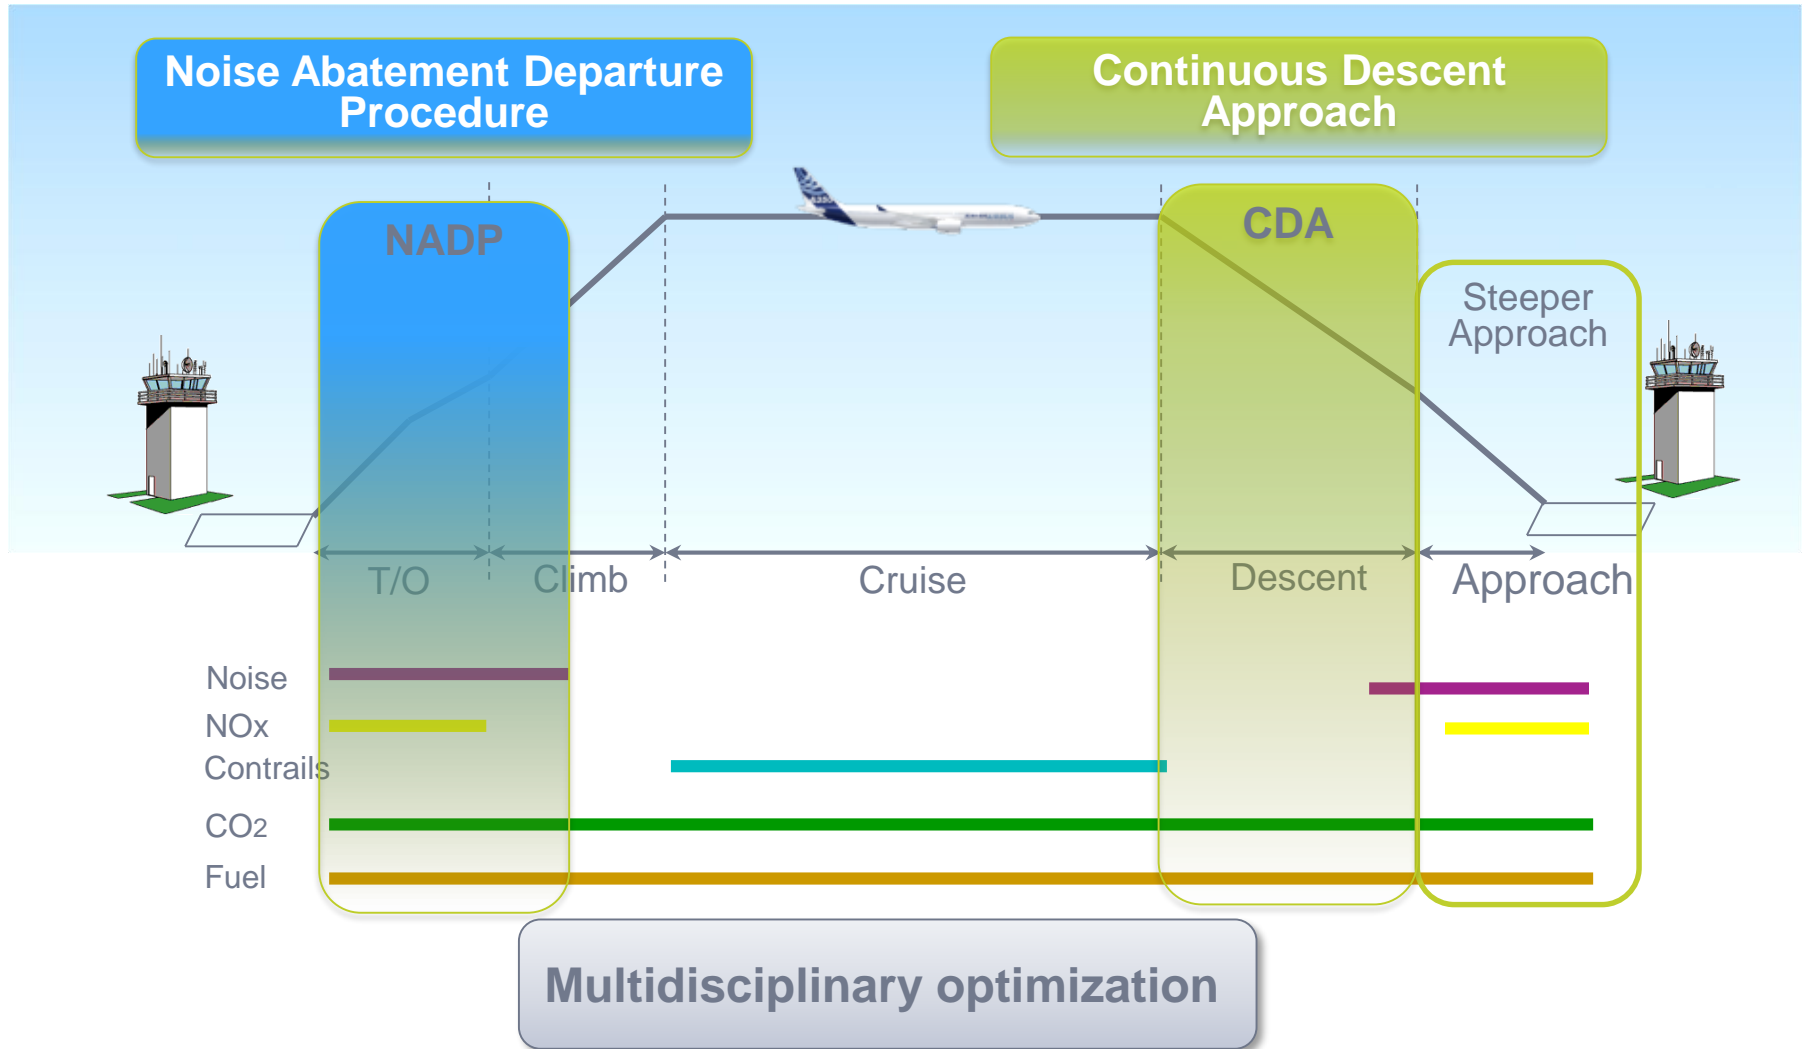 Noise Abatement Departure
Procedure
Continuous Descent
Approach
NADP
CDA
Steeper
Approach
T/O
Climb
Cruise
Descent
Approach
Noise
NOx
Contrails
CO2
Fuel
Multidisciplinary optimization